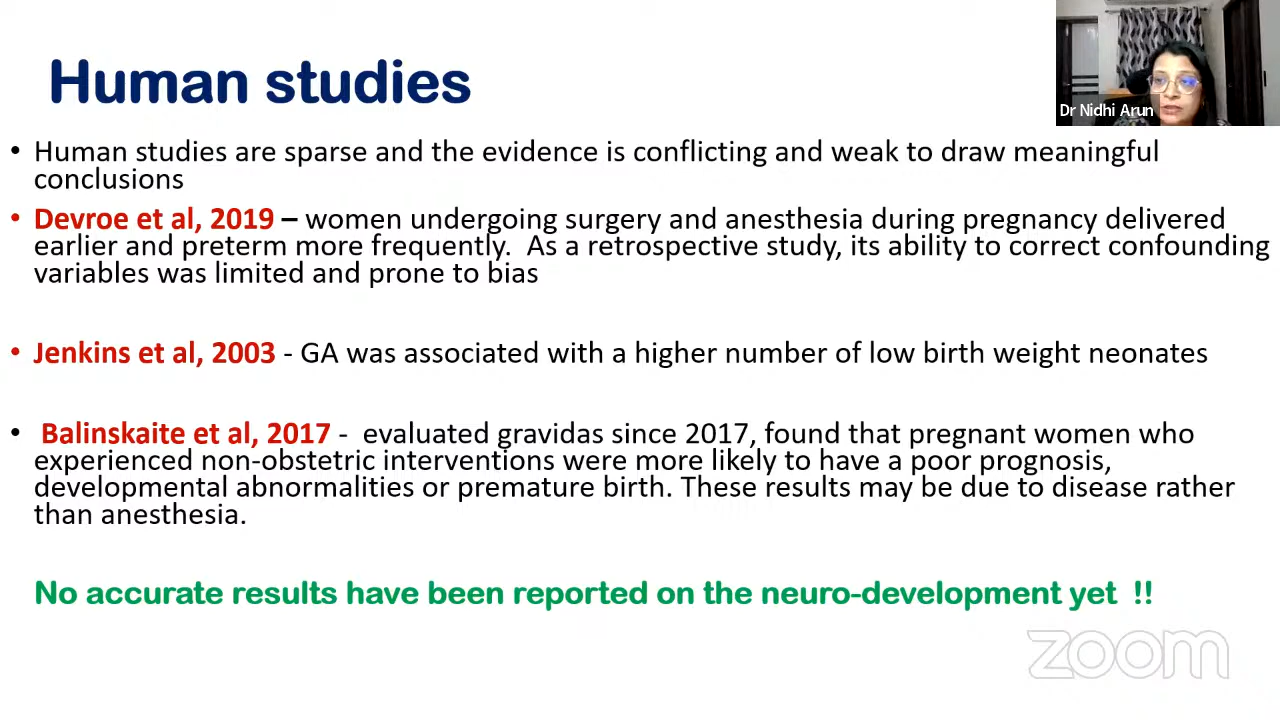 Human studies
Dr Nidhi Arun
• Human studies are sparse and the evidence is conflicting and weak to draw meaningful
conclusions
• Devroe et al, 2019 – women undergoing surgery and anesthesia during pregnancy delivered
earlier and preterm more frequently. As a retrospective study, its ability to correct confounding
variables was limited and prone to bias
• Jenkins et al, 2003 - GA was associated with a higher number of low birth weight neonates
• Balinskaite et al, 2017 - evaluated gravidas since 2017, found that pregnant women who
experienced non-obstetric interventions were more likely to have a poor prognosis,
developmental abnormalities or premature birth. These results may be due to disease rather
than anesthesia.
No accurate results have been reported on the neuro-development yet !!
zoom